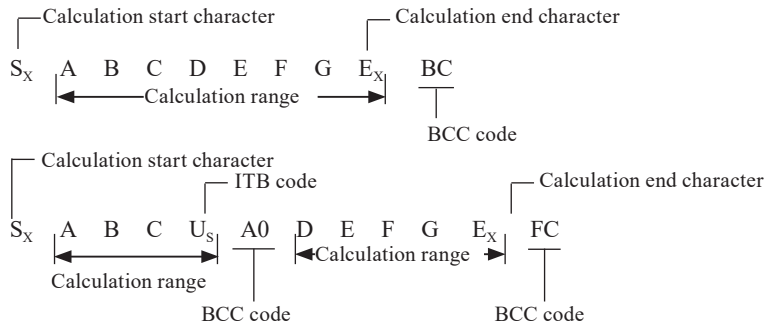 Calculation start character Calculation end character
Sx A B C D E F G Ex BC
Calculation range
BCC code
Calculation start character
ITB code Calculation end character
Sx A B C Us A0 D E F G Ex FC
Calculation range Calculation range
BCC code BCC code